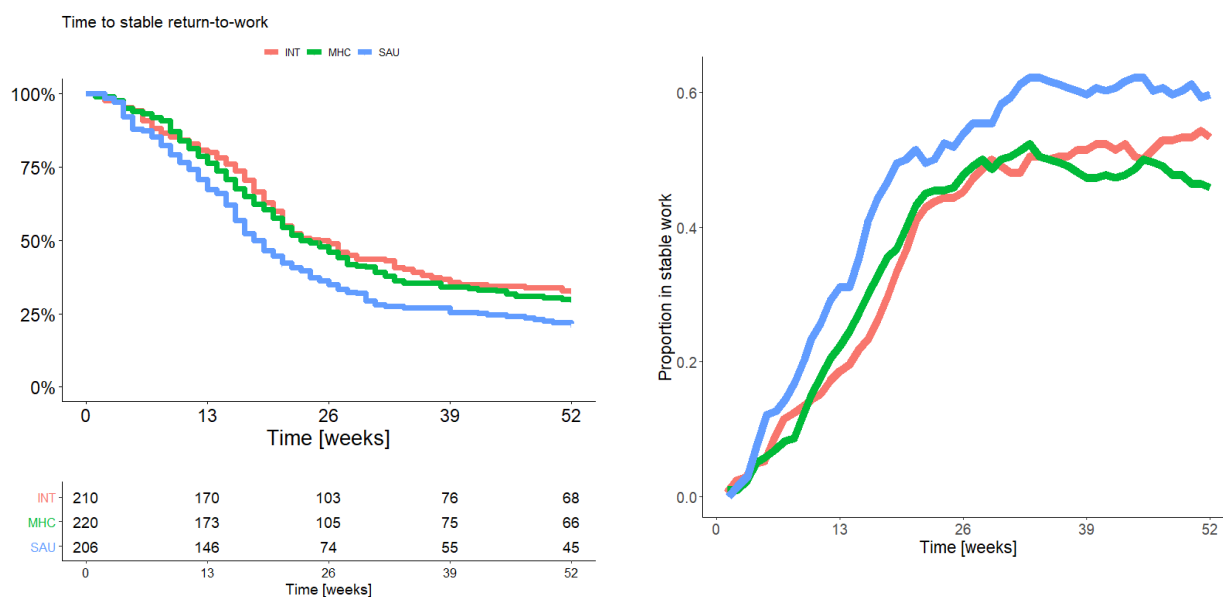 Time to stable return-to-work
INT MHC SAU
100%
75%
50%
25%
0%
0 13 26 39 52
Time [weeks]
INT 210 170 103 76 68
MHC 220 173 105 75 66
SAU 206 146 74 55 45
0 13 26 39 52
Time [weeks]
Proportion in stable work
0.6
0.4
0.2
0.0
0 13 26 39 52
Time [weeks]